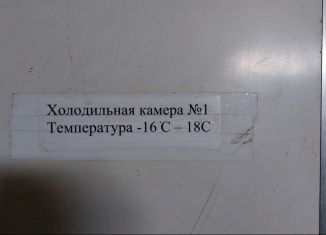 Холодильная камера №1
Температура -16˚С – 18С